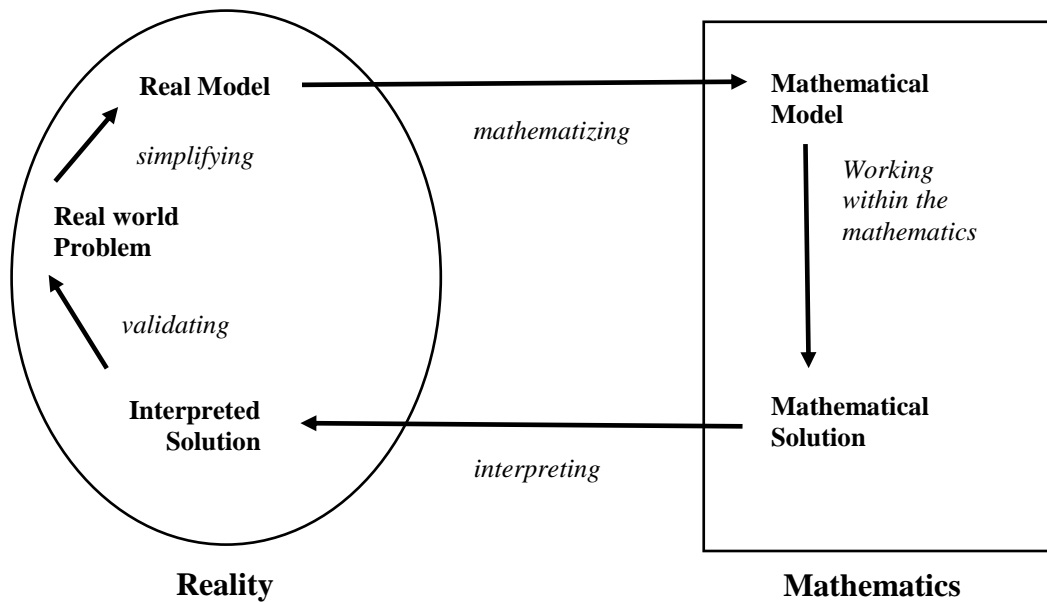 Real Model
simplifying
Real world
Problem
validating
Interpreted
Solution
mathematizing
interpreting
Mathematical
Model
Working
within the
mathematics
Mathematical
Solution
Reality
Mathematics